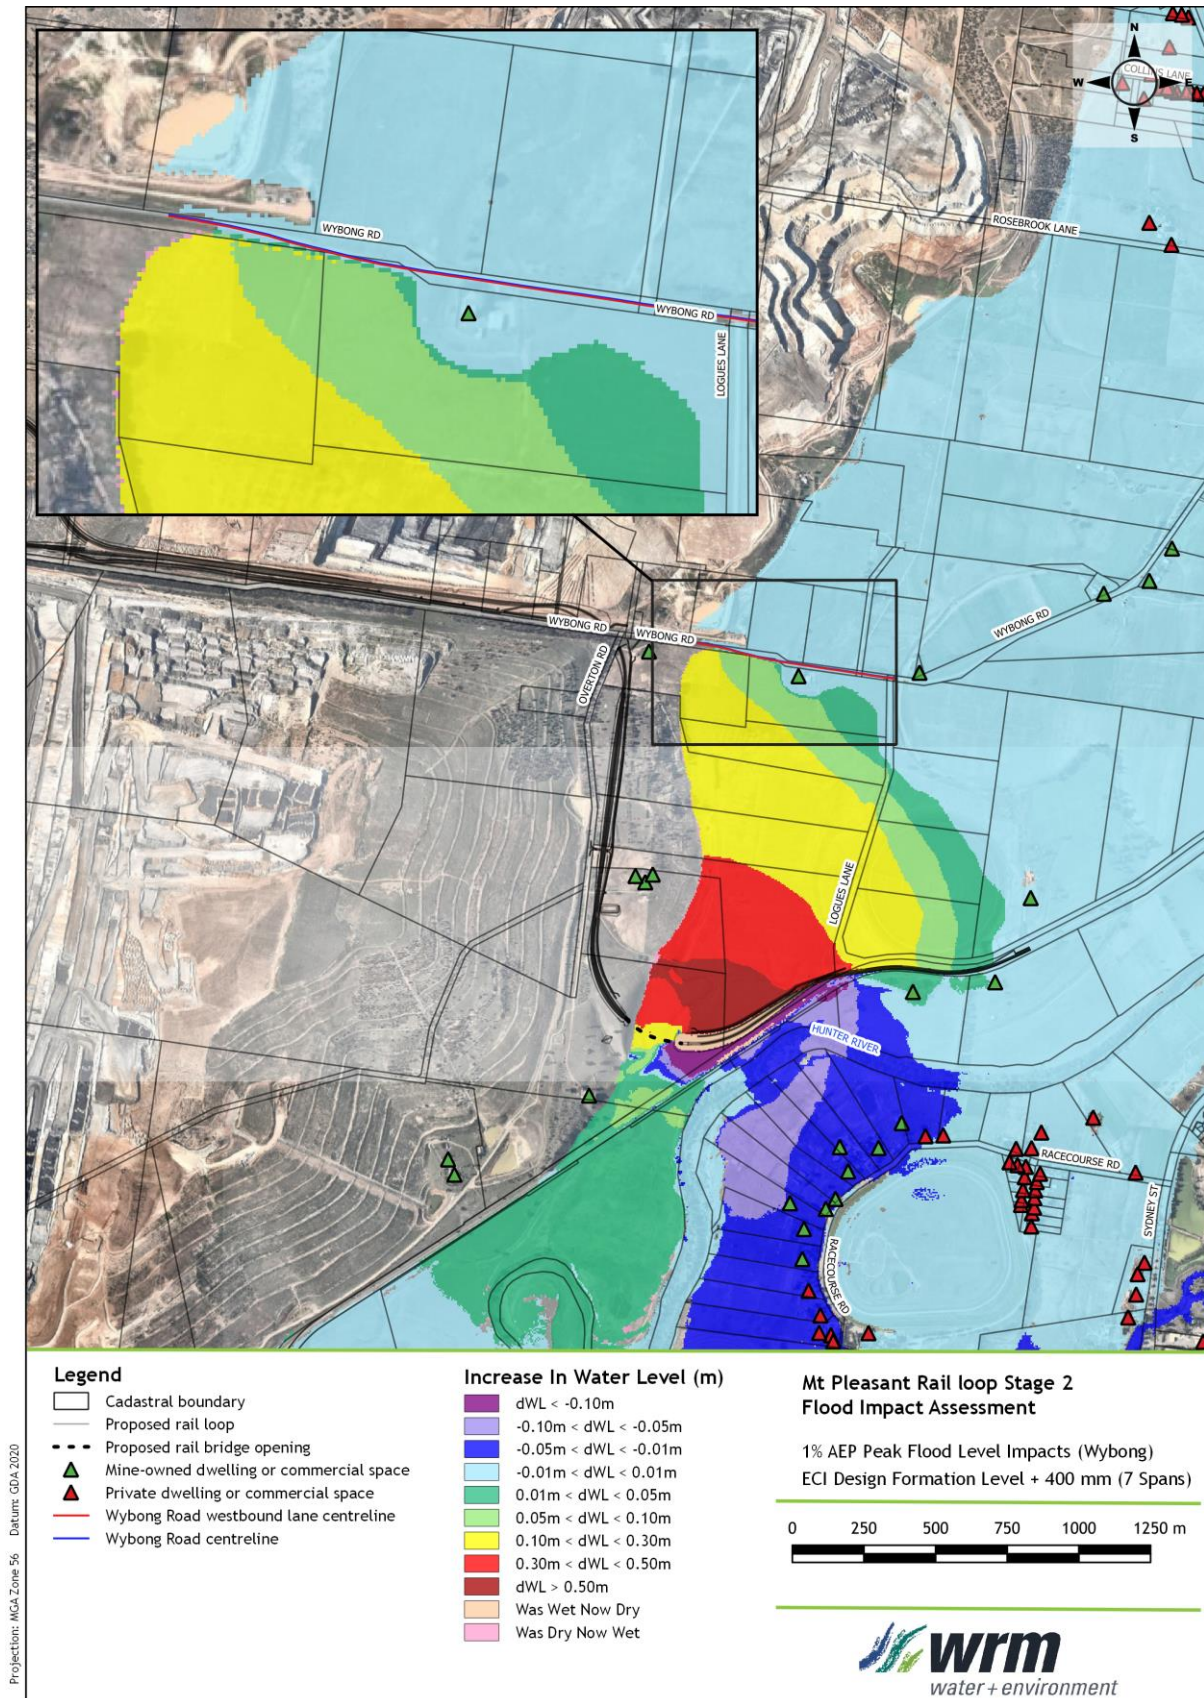 N
W
E
S
COLLINS LANE
ROSEBROOK LANE
WYBONG RD
WYBONG RD
LOGUES LANE
WYBONG RD
WYBONG RD
WYBONG RD
OVERTON RD
LOGUES LANE
HUNTER RIVER
RACECOURSE RD
SYDNEY ST
RACECOURSE RD
Legend
Cadastral boundary
Proposed rail loop
Proposed rail bridge opening
Mine-owned dwelling or commercial space
Private dwelling or commercial space
Wybong Road westbound lane centreline
Wybong Road centreline
Increase In Water Level (m)
dWL < -0.10m
-0.10m < dWL < -0.05m
-0.05m < dWL < -0.01m
-0.01m < dWL < 0.01m
0.01m < dWL < 0.05m
0.05m < dWL < 0.10m
0.10m < dWL < 0.30m
0.30m < dWL < 0.50m
dWL > 0.50m
Was Wet Now Dry
Was Dry Now Wet
Mt Pleasant Rail loop Stage 2
Flood Impact Assessment
1% AEP Peak Flood Level Impacts (Wybong)
ECI Design Formation Level + 400 mm (7 Spans)
0 250 500 750 1000 1250 m
wrm
water + environment
Projection: MGA Zone 56 Datum: GDA 2020